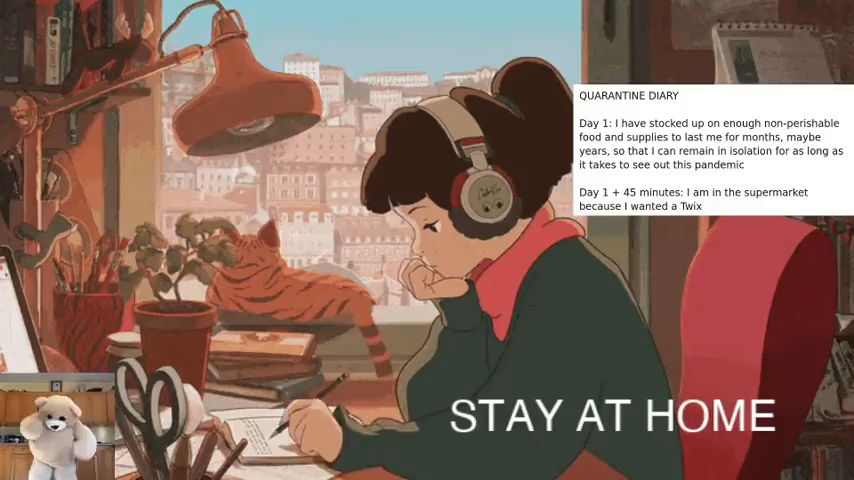 QUARANTINE DIARY
Day 1: I have stocked up on enough non-perishable
food and supplies to last me for months, maybe
years, so that I can remain in isolation for as long as
it takes to see out this pandemic
Day 1 + 45 minutes: I am in the supermarket
because I wanted a Twix
STAY AT HOME